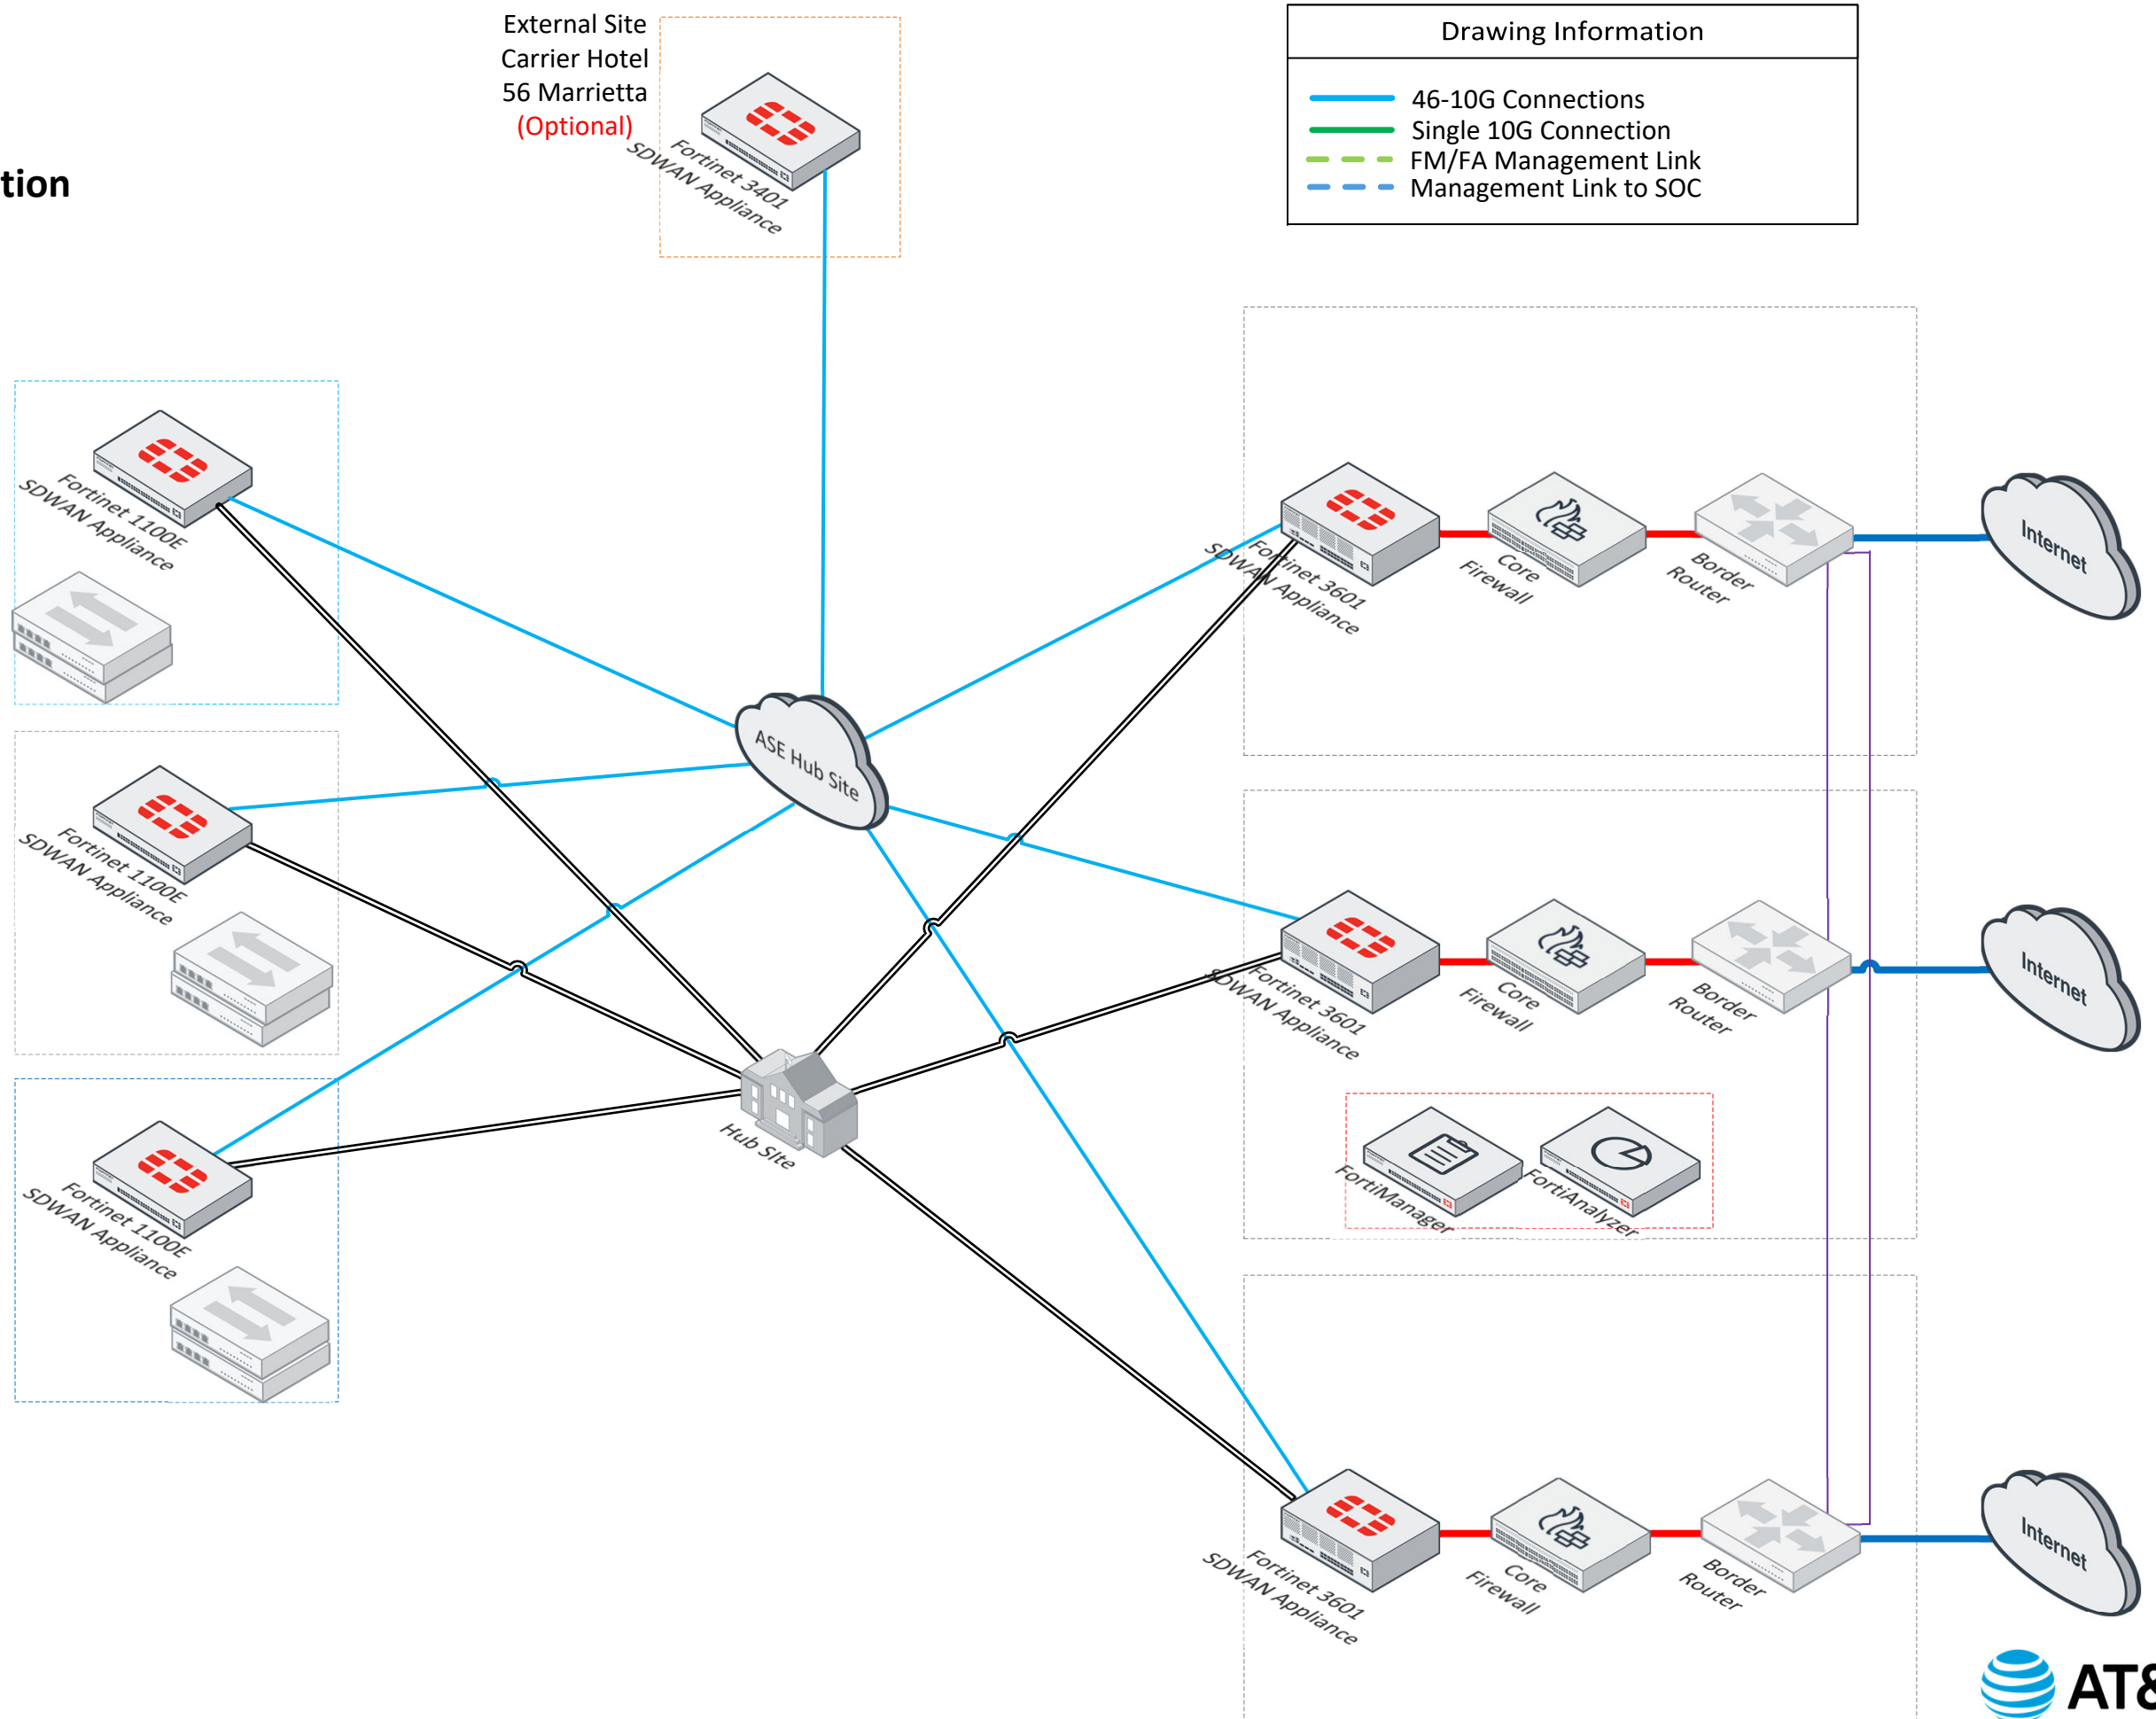 External Site
Carrier Hotel
56 Marrietta
(Optional)
Drawing Information
46-10G Connections
Single 10G Connection
FM/FA Management Link
Management Link to SOC
tion
Fortinet 3401
SDWAN Appliance
Fortinet 1100E
SDWAN Appliance
Fortinet 3601
SDWAN Appliance
Core
Firewall
Border
Router
Internet
ASE Hub Site
Fortinet 1100E
SDWAN Appliance
Fortinet 3601
SDWAN Appliance
Core
Firewall
Border
Router
Internet
Hub SIte
FortiManager
FortiAnalyzer
Fortinet 1100E
SDWAN Appliance
Fortinet 3601
SDWAN Appliance
Core
Firewall
Border
Router
Internet
AT&